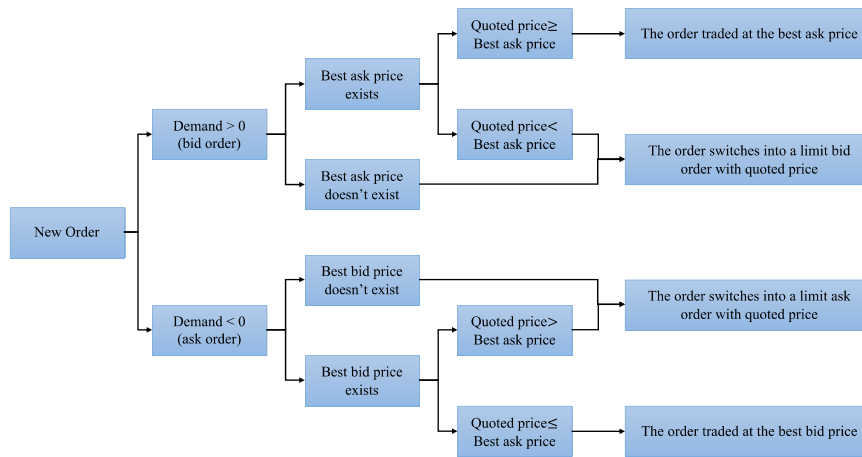 New Order
Demand > 0
(bid order)
Demand < 0
(ask order)
Best ask price
exists
Best ask price
doesn't exist
Best bid price
doesn't exist
Best bid price
exists
Quoted price≥
Best ask price
Quoted price<
Best ask price
Quoted price>
Best ask price
Quoted price≤
Best ask price
The order traded at the best ask price
The order switches into a limit bid
order with quoted price
The order switches into a limit ask
order with quoted price
The order traded at the best bid price